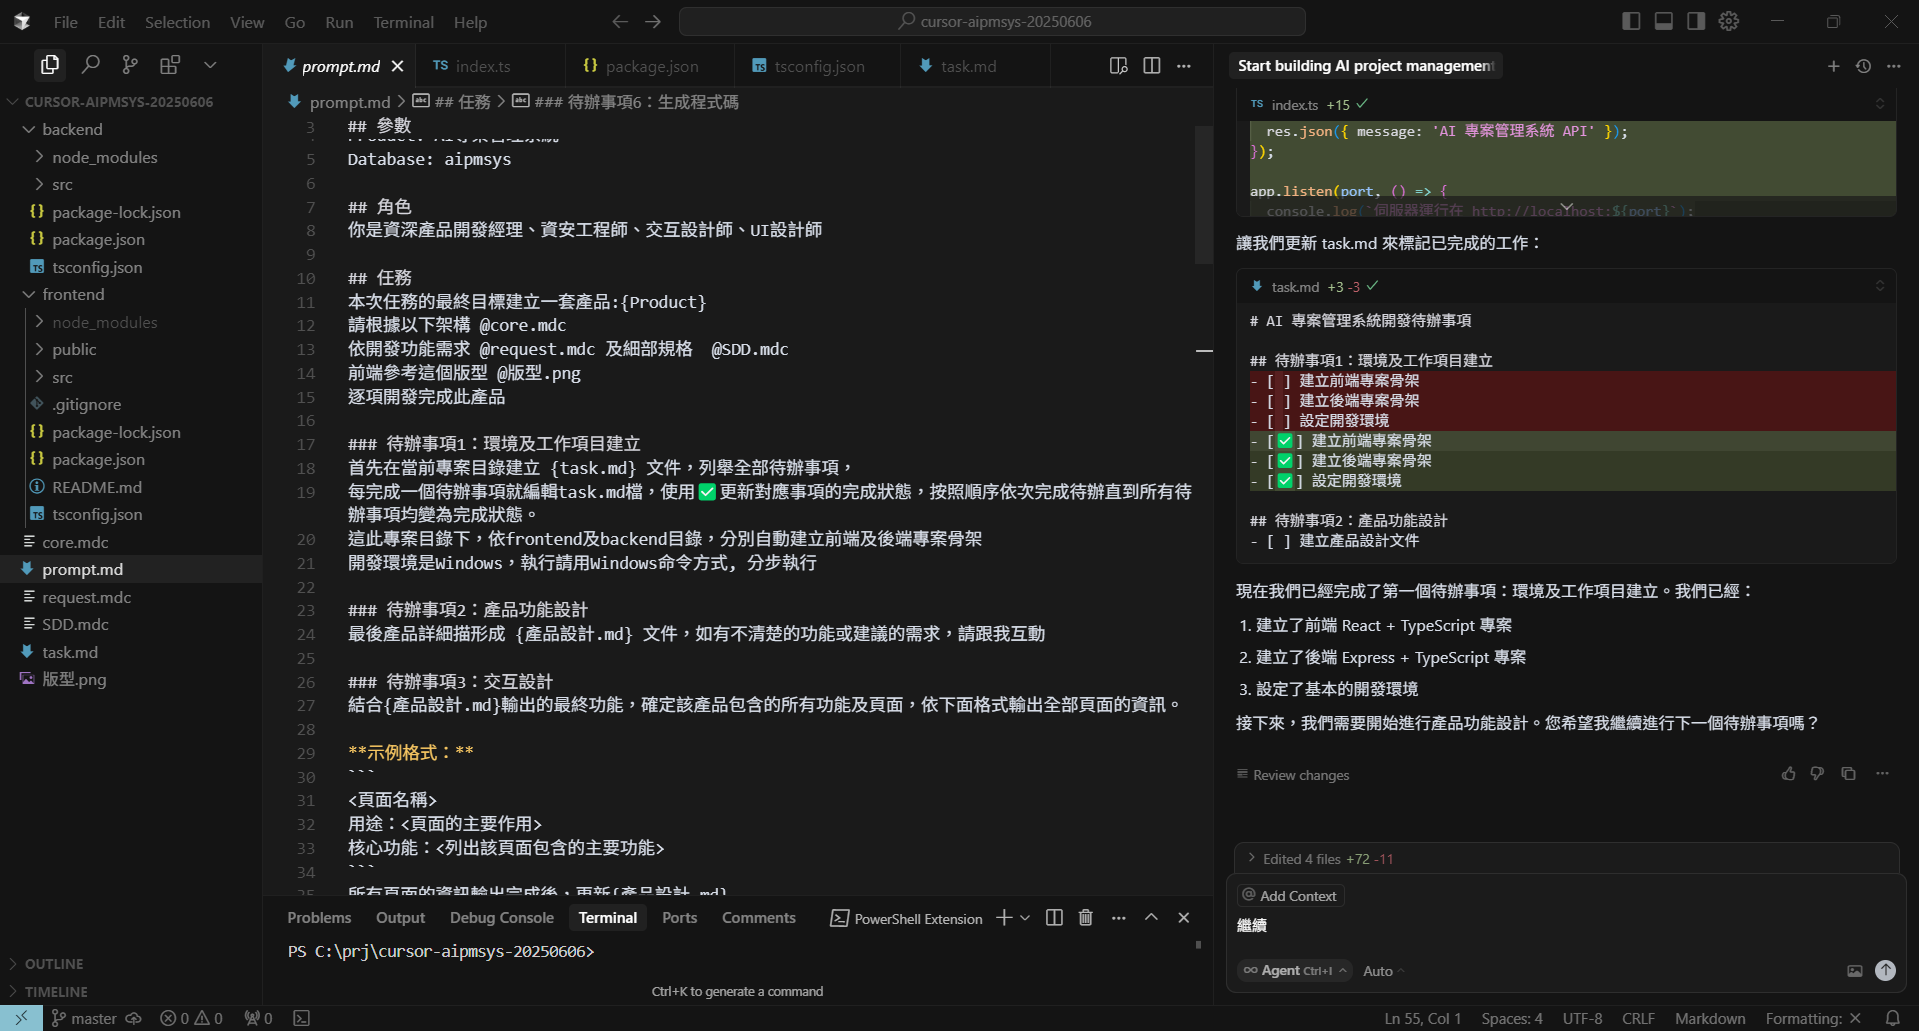 File Edit Selection View Go Run Terminal Help
cursor-aipmsys-20250606
CURSOR-AIPMSYS-20250606
backend
node_modules
src
package-lock.json
package.json
tsconfig.json
frontend
node_modules
public
src
.gitignore
package-lock.json
package.json
README.md
tsconfig.json
core.mdc
prompt.md
request.mdc
SDD.mdc
task.md
版型.png
OUTLINE
TIMELINE
prompt.md
TS index.ts
package.json
tsconfig.json
task.md
prompt.md > ## 任務 > ### 待辦事項6：生成程式碼
3 ## 參數
5 Database: aipmsys
6
7 ## 角色
8 你是資深產品開發經理、資安工程師、交互設計師、UI設計師
9
10 ## 任務
11 本次任務的最終目標建立一套產品:{Product}
12 請根據以下架構 @core.mdc
13 依開發功能需求 @request.mdc 及細部規格 @SDD.mdc
14 前端參考這個版型 @版型.png
15 逐項開發完成此產品
16
17 ### 待辦事項1：環境及工作項目建立
18 首先在當前專案目錄建立 {task.md} 文件，列舉全部待辦事項，
19 每完成一個待辦事項就編輯task.md檔，使用✅更新對應事項的完成狀態，按照順序依次完成待辦直到所有待
辦事項均變為完成狀態。
20 這此專案目錄下，依frontend及backend目錄，分別自動建立前端及後端專案骨架
21 開發環境是Windows，執行請用Windows命令方式, 分步執行
22
23 ### 待辦事項2：產品功能設計
24 最後產品詳細描形成 {產品設計.md} 文件，如有不清楚的功能或建議的需求，請跟我互動
25
26 ### 待辦事項3：交互設計
27 結合{產品設計.md}輸出的最終功能，確定該產品包含的所有功能及頁面，依下面格式輸出全部頁面的資訊。
28
29 **示例格式：**
30 ```
31 <頁面名稱>
32 用途：<頁面的主要作用>
33 核心功能：<列出該頁面包含的主要功能>
34 ```
35 所有頁面的資訊輸出完成後，更新{產品設計.md}
Problems Output Debug Console Terminal Ports Comments
PowerShell Extension
PS C:\prj\cursor-aipmsys-20250606>
Ctrl+K to generate a command
Start building AI project management
TS index.ts +15
res.json({ message: 'AI 專案管理系統 API' });
});
app.listen(port, () => {
console.log(`伺服器運行在 http://localhost:${port}`);
讓我們更新 task.md 來標記已完成的工作：
task.md +3 -3
# AI 專案管理系統開發待辦事項
## 待辦事項1：環境及工作項目建立
- [ ] 建立前端專案骨架
- [ ] 建立後端專案骨架
- [ ] 設定開發環境
- [✅] 建立前端專案骨架
- [✅] 建立後端專案骨架
- [✅] 設定開發環境
## 待辦事項2：產品功能設計
- [ ] 建立產品設計文件
現在我們已經完成了第一個待辦事項：環境及工作項目建立。我們已經：
1. 建立了前端 React + TypeScript 專案
2. 建立了後端 Express + TypeScript 專案
3. 設定了基本的開發環境
接下來，我們需要開始進行產品功能設計。您希望我繼續進行下一個待辦事項嗎？
Review changes
Edited 4 files +72 -11
@ Add Context
繼續
Agent Ctrl+I Auto
master 0 0 0
Ln 55, Col 1 Spaces: 4 UTF-8 CRLF Markdown Formatting: ×